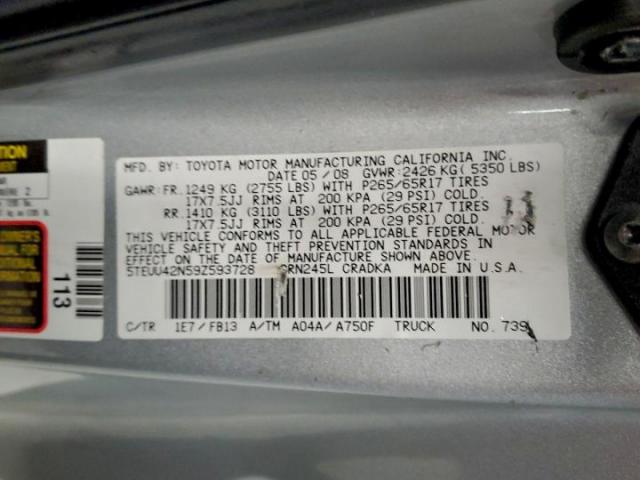 MFD. BY: TOYOTA MOTOR MANUFACTURING CALIFORNIA INC.
DATE 05 / 08 GVWR: 2426 KG ( 5350 LBS)
GAWR: FR. 1249 KG (2755 LBS) WITH P265/65R17 TIRES
17X7.5JJ RIMS AT 200 KPA (29 PSI) COLD.
RR. 1410 KG (3110 LBS) WITH P265/65R17 TIRES
17X7.5JJ RIMS AT 200 KPA (29 PSI) COLD.
THIS VEHICLE CONFORMS TO ALL APPLICABLE FEDERAL MOTOR
VEHICLE SAFETY AND THEFT PREVENTION STANDARDS IN
EFFECT ON THE DATE OF MANUFACTURE SHOWN ABOVE.
5TEUU42N59Z593728 GRN245L CRADKA MADE IN U.S.A.
C/TR 1E7 / FB13 A/TM A04A / A750F TRUCK NO. 739
113